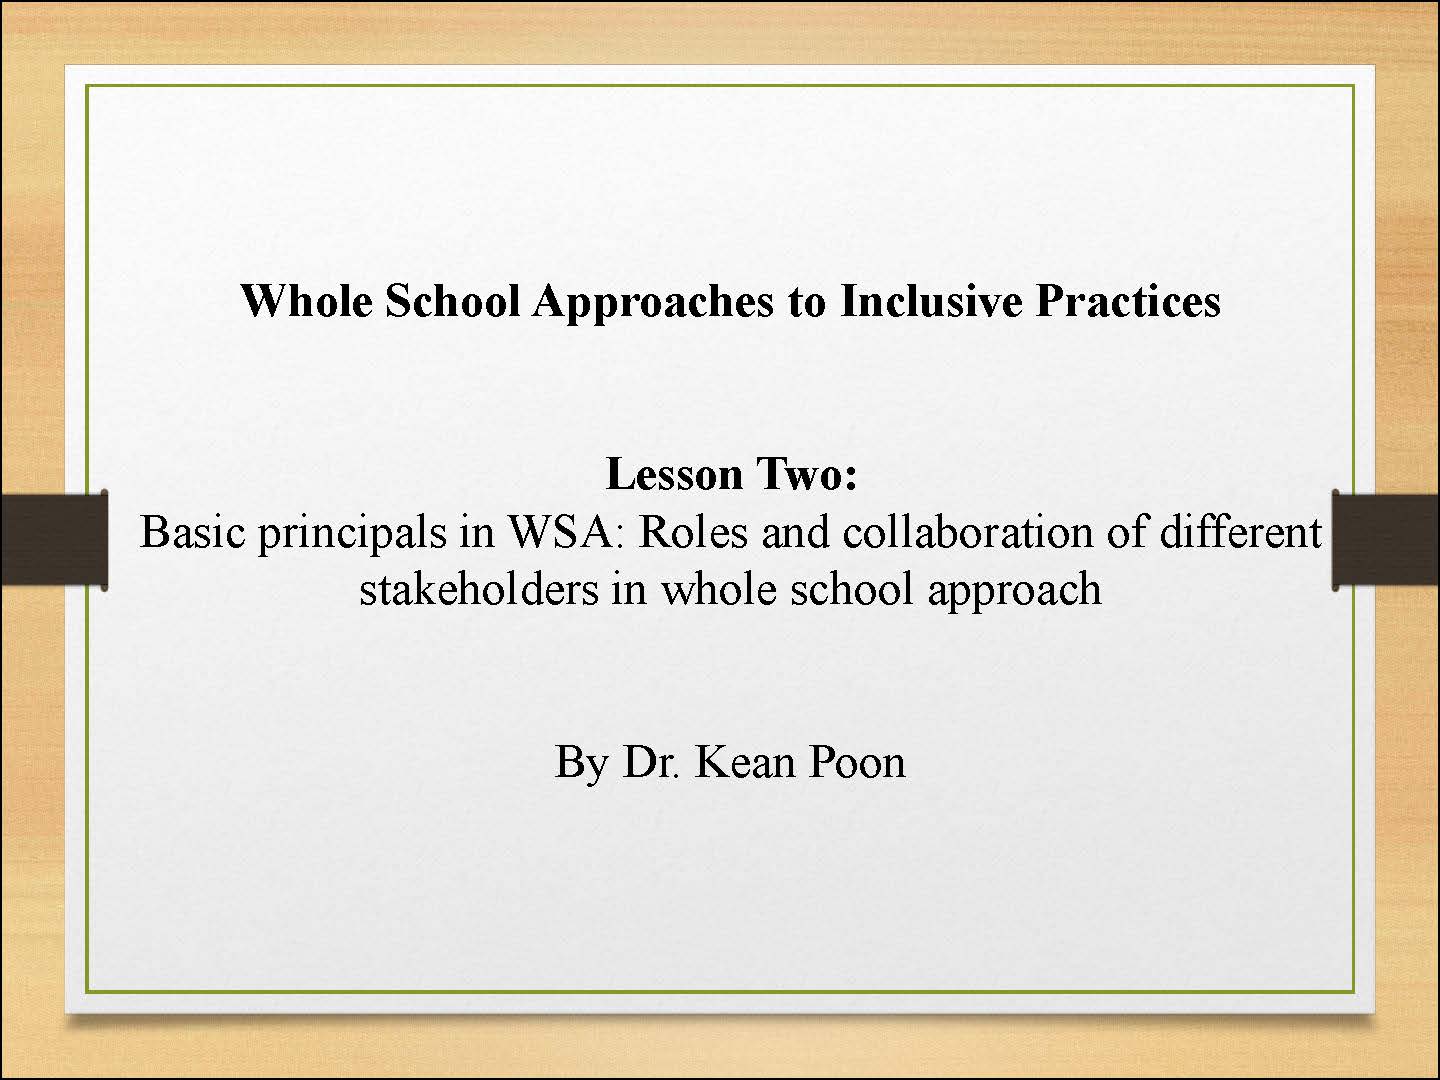 Whole School Approaches to Inclusive Practices
Lesson Two:
Basic principals in WSA: Roles and collaboration of different
stakeholders in whole school approach
By Dr. Kean Poon